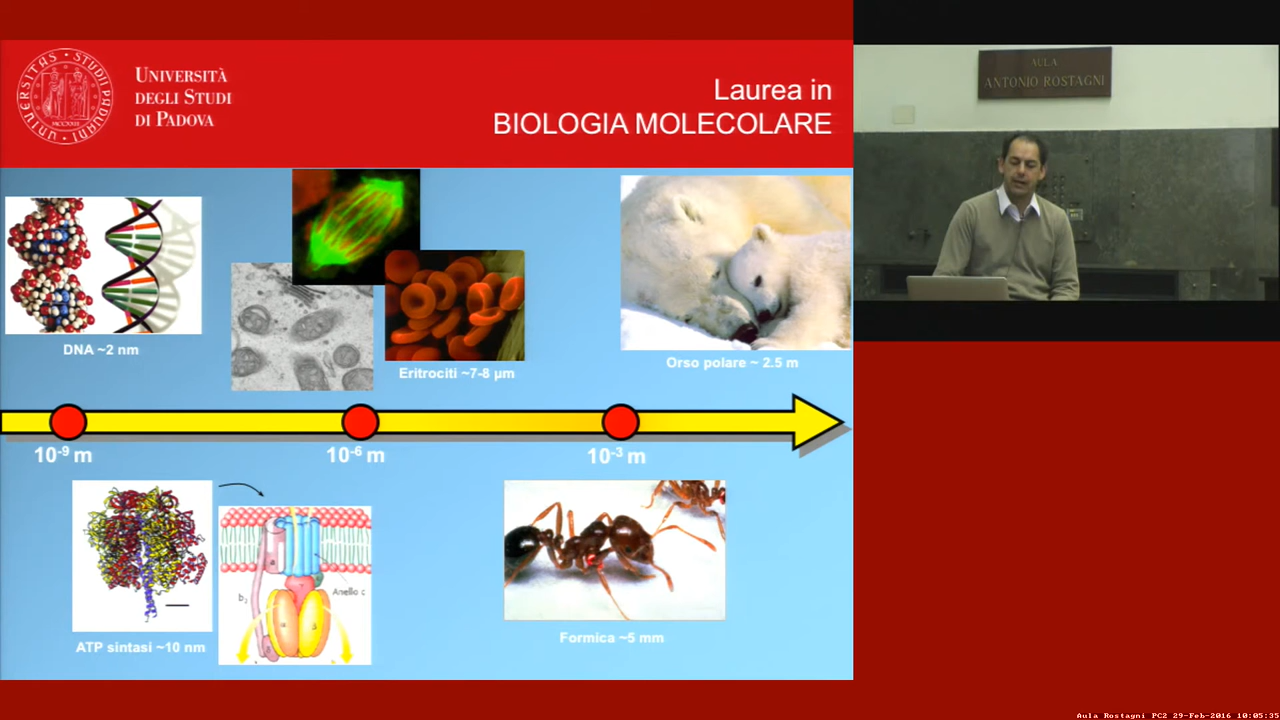 UNIVERSITÀ
DEGLI STUDI
DI PADOVA
Laurea in
BIOLOGIA MOLECOLARE
AULA
ANTONIO ROSTAGNI
DNA ~2 nm
Eritrociti ~7-8 µm
Orso polare ~ 2.5 m
10-9 m
10-6 m
10-3 m
a
Anello c
b2
ATP sintasi ~10 nm
Formica ~5 mm
Aula Rostagni PC2 29-Feb-2016 10:05:35